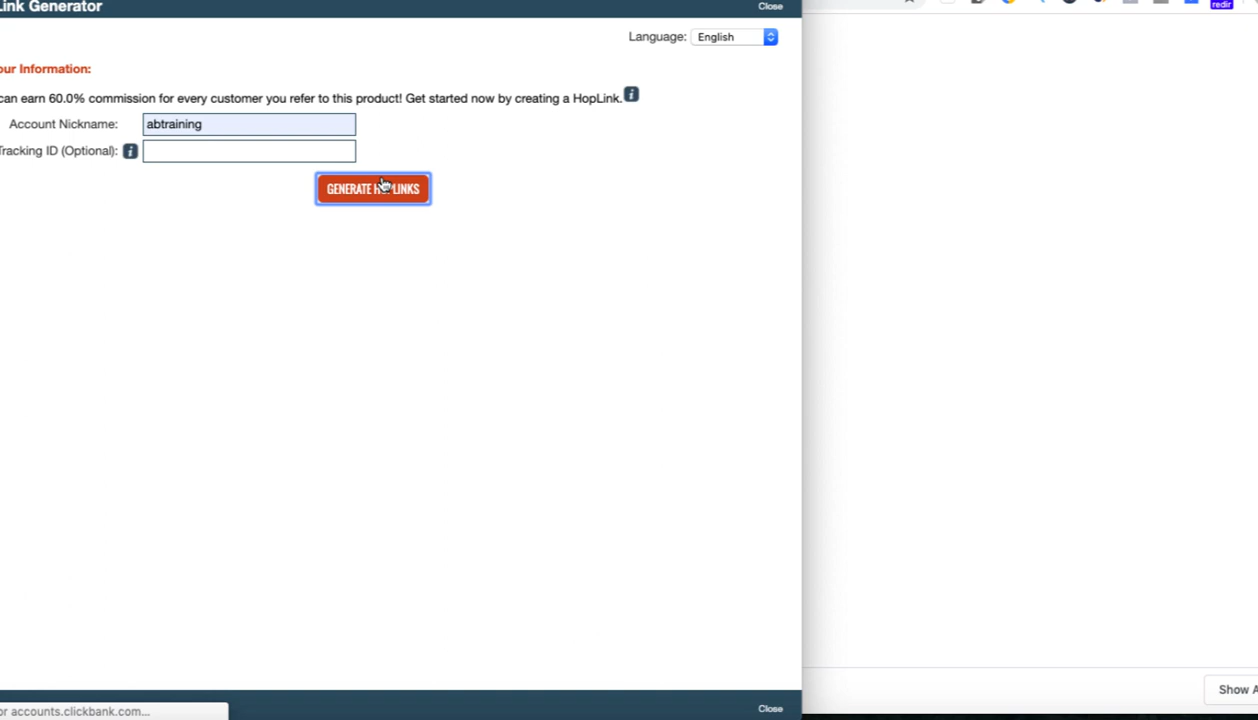 Link Generator
Close
redir
Language: English
our Information:
can earn 60.0% commission for every customer you refer to this product! Get started now by creating a HopLink.
Account Nickname: abtraining
Tracking ID (Optional):
GENERATE HOPLINKS
Show A
Close
or accounts.clickbank.com...